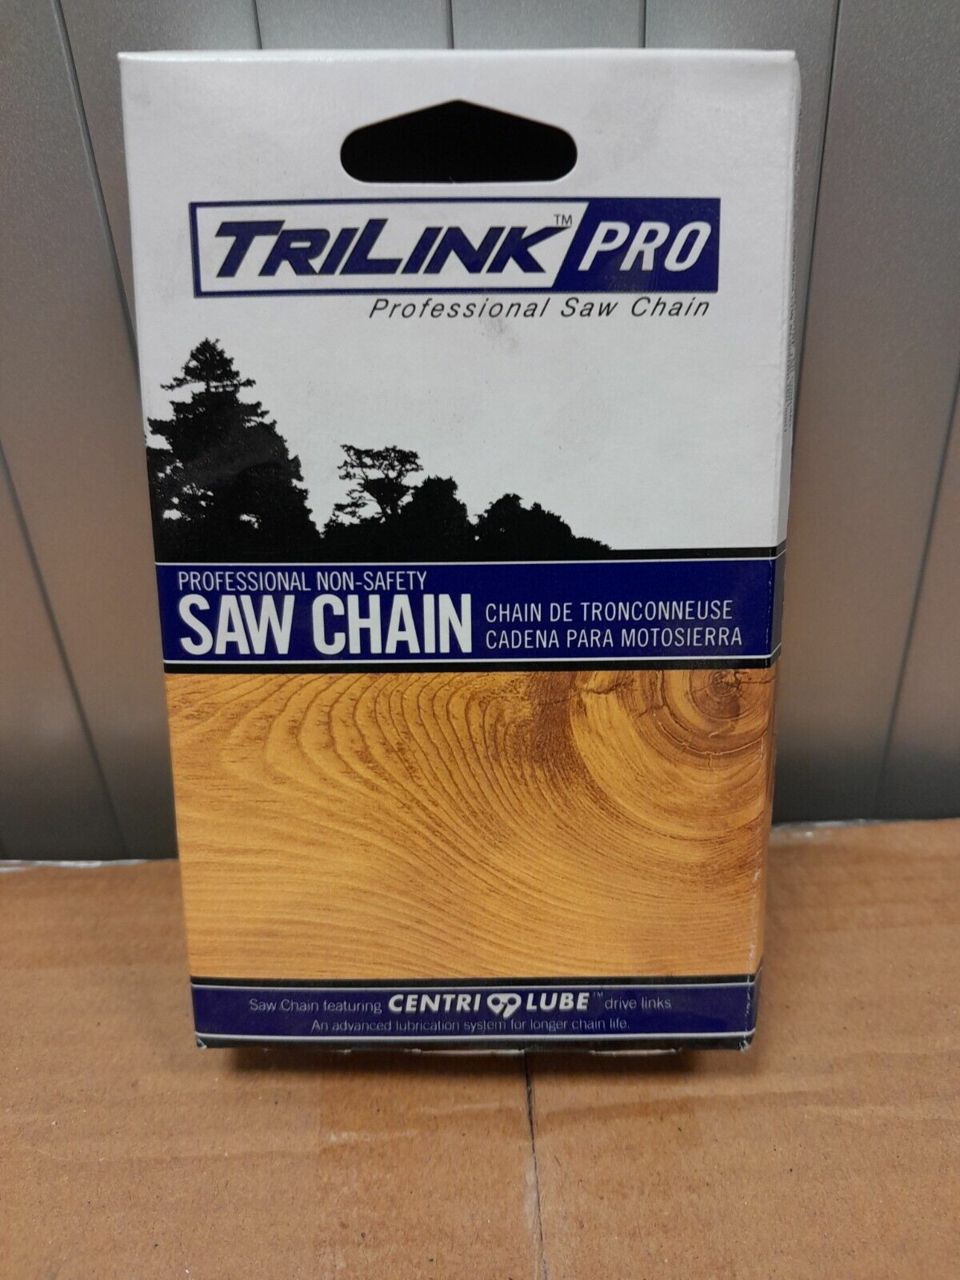 TRILINK™ PRO
Professional Saw Chain
PROFESSIONAL NON-SAFETY
SAW CHAIN
CHAIN DE TRONCONNEUSE
CADENA PARA MOTOSIERRA
Saw Chain featuring CENTRI LUBE™ drive links
An advanced lubrication system for longer chain life.